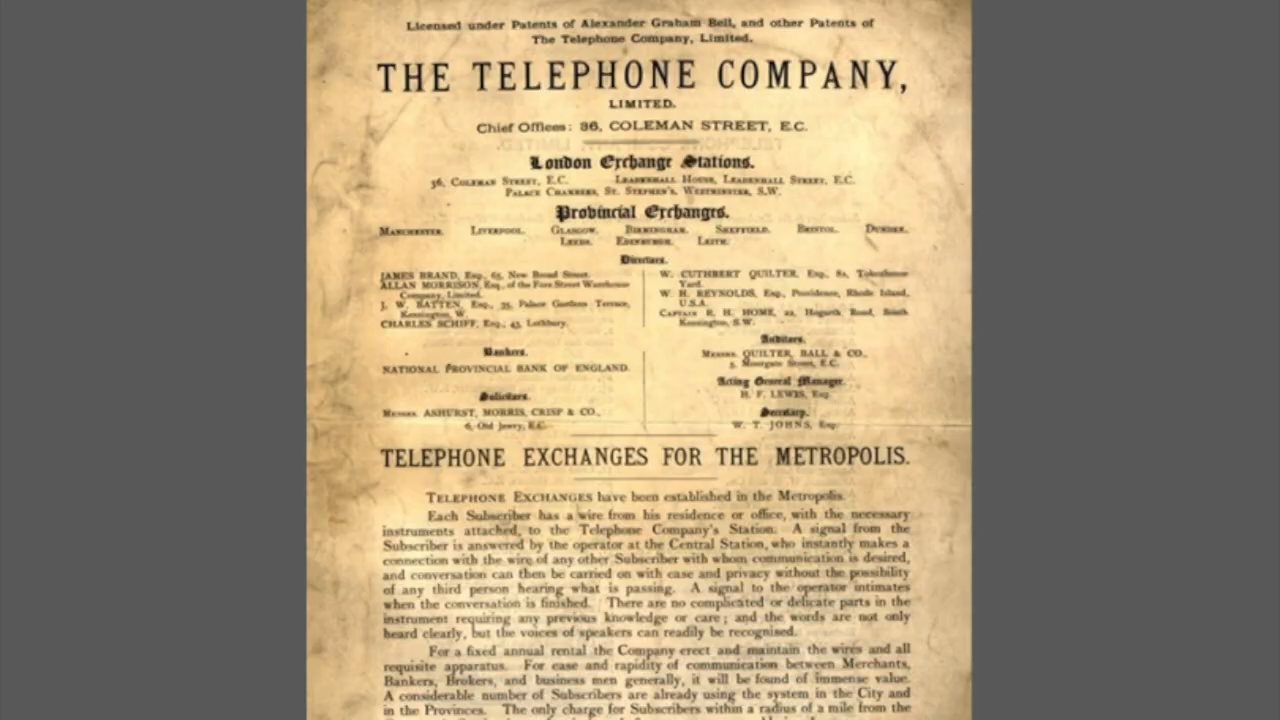 Licensed under Patents of Alexander Graham Bell, and other Patents of
The Telephone Company, Limited.
THE TELEPHONE COMPANY,
LIMITED.
Chief Offices: 36, COLEMAN STREET, E.C.
London Exchange Stations.
36, Coleman Street, E.C. Leadenhall House, Leadenhall Street, E.C.
Palace Chambers, St. Stephen's, Westminster, S.W.
Provincial Exchanges.
Manchester. Liverpool. Glasgow. Birmingham. Sheffield. Bristol. Dundee.
Leeds. Edinburgh. Leith.
Directors.
JAMES BRAND, Esq., 65, New Broad Street.
ALLAN MORRISON, Esq., of the Fore Street Warehouse
Company, Limited.
J. W. BATTEN, Esq., 35, Palace Gardens Terrace,
Kensington, W.
CHARLES SCHIFF, Esq., 43, Lothbury.
W. CUTHBERT QUILTER, Esq., 8a, Tokenhouse
Yard.
W. H. REYNOLDS, Esq., Providence, Rhode Island,
U.S.A.
Captain R. H. HOME, 22, Hogarth Road, South
Kensington, S.W.
Bankers.
NATIONAL PROVINCIAL BANK OF ENGLAND.
Solicitors.
Messrs. ASHURST, MORRIS, CRISP & CO.,
6, Old Jewry, E.C.
Auditors.
Messrs. QUILTER, BALL & CO.,
5, Moorgate Street, E.C.
Acting General Manager.
H. F. LEWIS, Esq.
Secretary.
W. T. JOHNS, Esq.
TELEPHONE EXCHANGES FOR THE METROPOLIS.
Telephone Exchanges have been established in the Metropolis.
Each Subscriber has a wire from his residence or office, with the necessary
instruments attached, to the Telephone Company's Station. A signal from the
Subscriber is answered by the operator at the Central Station, who instantly makes a
connection with the wire of any other Subscriber with whom communication is desired,
and conversation can then be carried on with ease and privacy without the possibility
of any third person hearing what is passing. A signal to the operator intimates
when the conversation is finished. There are no complicated or delicate parts in the
instrument requiring any previous knowledge or care; and the words are not only
heard clearly, but the voices of speakers can readily be recognised.
For a fixed annual rental the Company erect and maintain the wires and all
requisite apparatus. For ease and rapidity of communication between Merchants,
Bankers, Brokers, and business men generally, it will be found of immense value.
A considerable number of Subscribers are already using the system in the City and
in the Provinces. The only charge for Subscribers within a radius of a mile from the